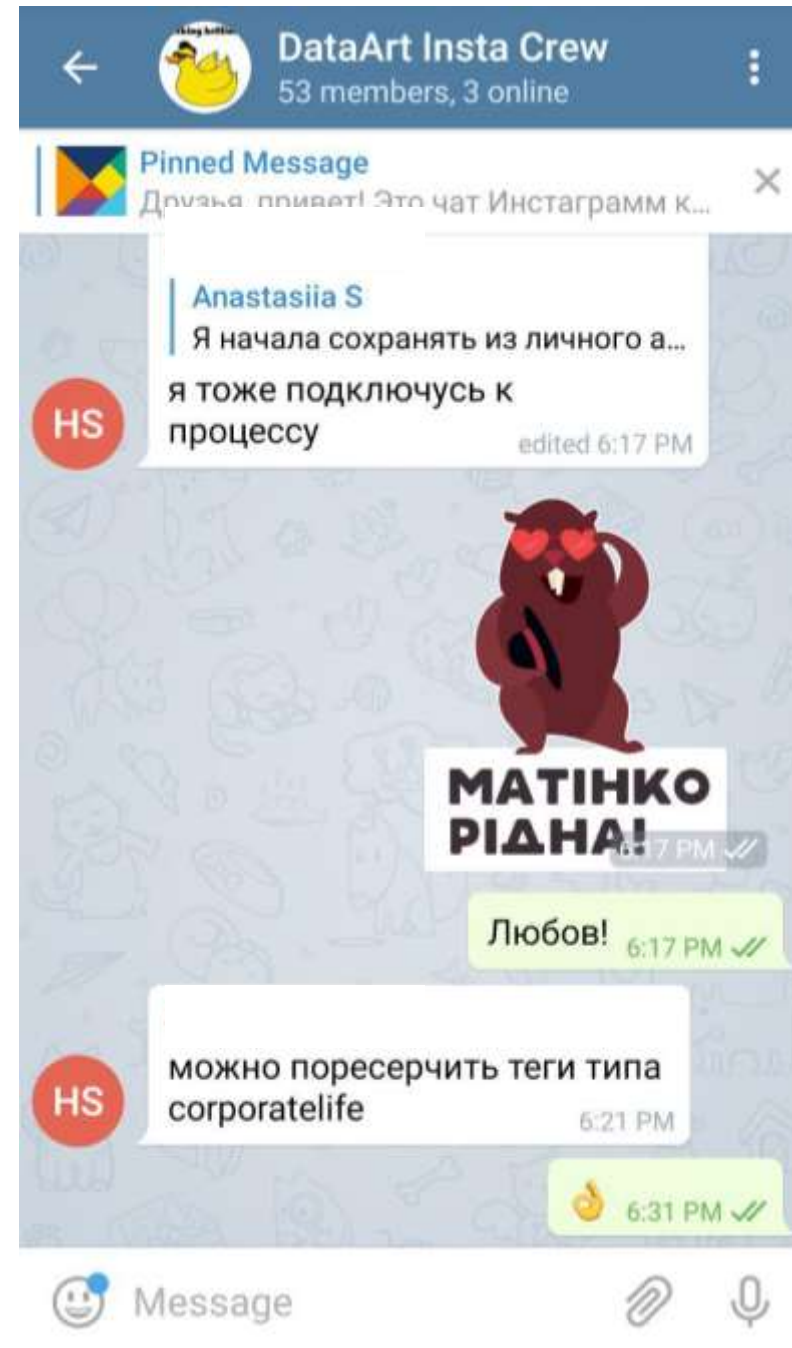 DataArt Insta Crew
53 members, 3 online
Pinned Message
Друзья, привет! Это чат Инстаграмм к...
Anastasiia S
Я начала сохранять из личного а...
я тоже подключусь к
процессу
edited 6:17 PM
HS
МАТІНКО
РІДНА!
6:17 PM
Любов!
6:17 PM
можно поресерчить теги типа
corporatelife
6:21 PM
HS
👌
6:31 PM
Message